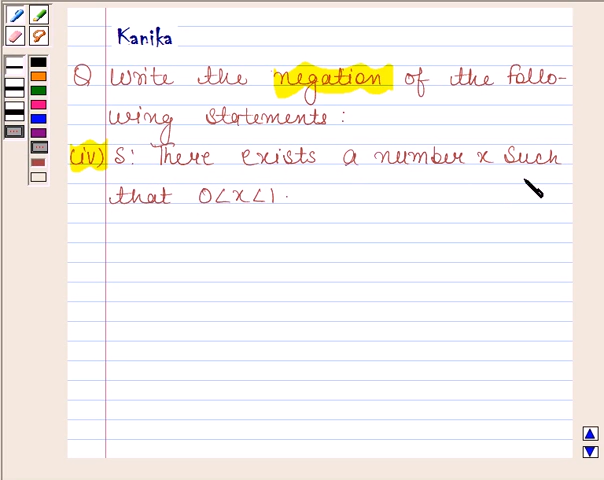 Kanika
Q Write the negation of the follo-
wing statements :
(iv) S: There exists a number x Such
that 0<x<1.